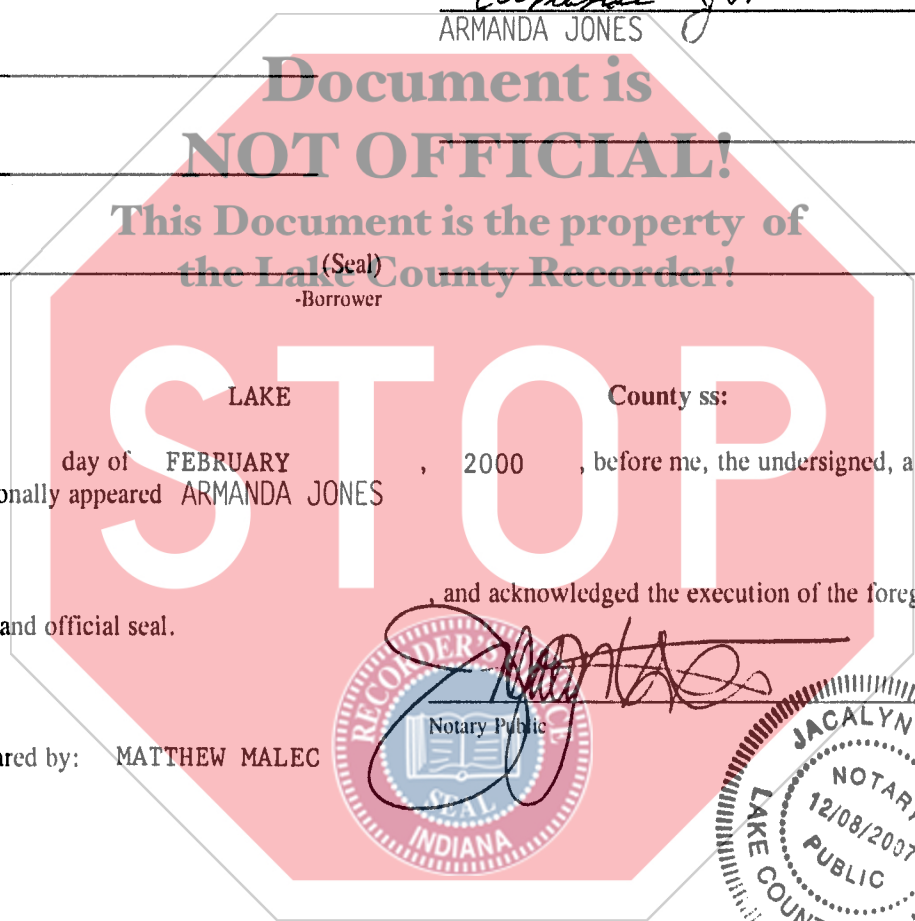 ARMANDA JONES
Document is
NOT OFFICIAL!
This Document is the property of
the Lake County Recorder!
(Seal)
-Borrower
STOP
LAKE County ss:
day of FEBRUARY , 2000 , before me, the undersigned, a
onally appeared ARMANDA JONES
, and acknowledged the execution of the foreg
and official seal.
Notary Public
ared by: MATTHEW MALEC
RECORDER'S OFFICE
SEAL
INDIANA
JACALYN
NOTARY
12/08/2007
PUBLIC
LAKE COUNT